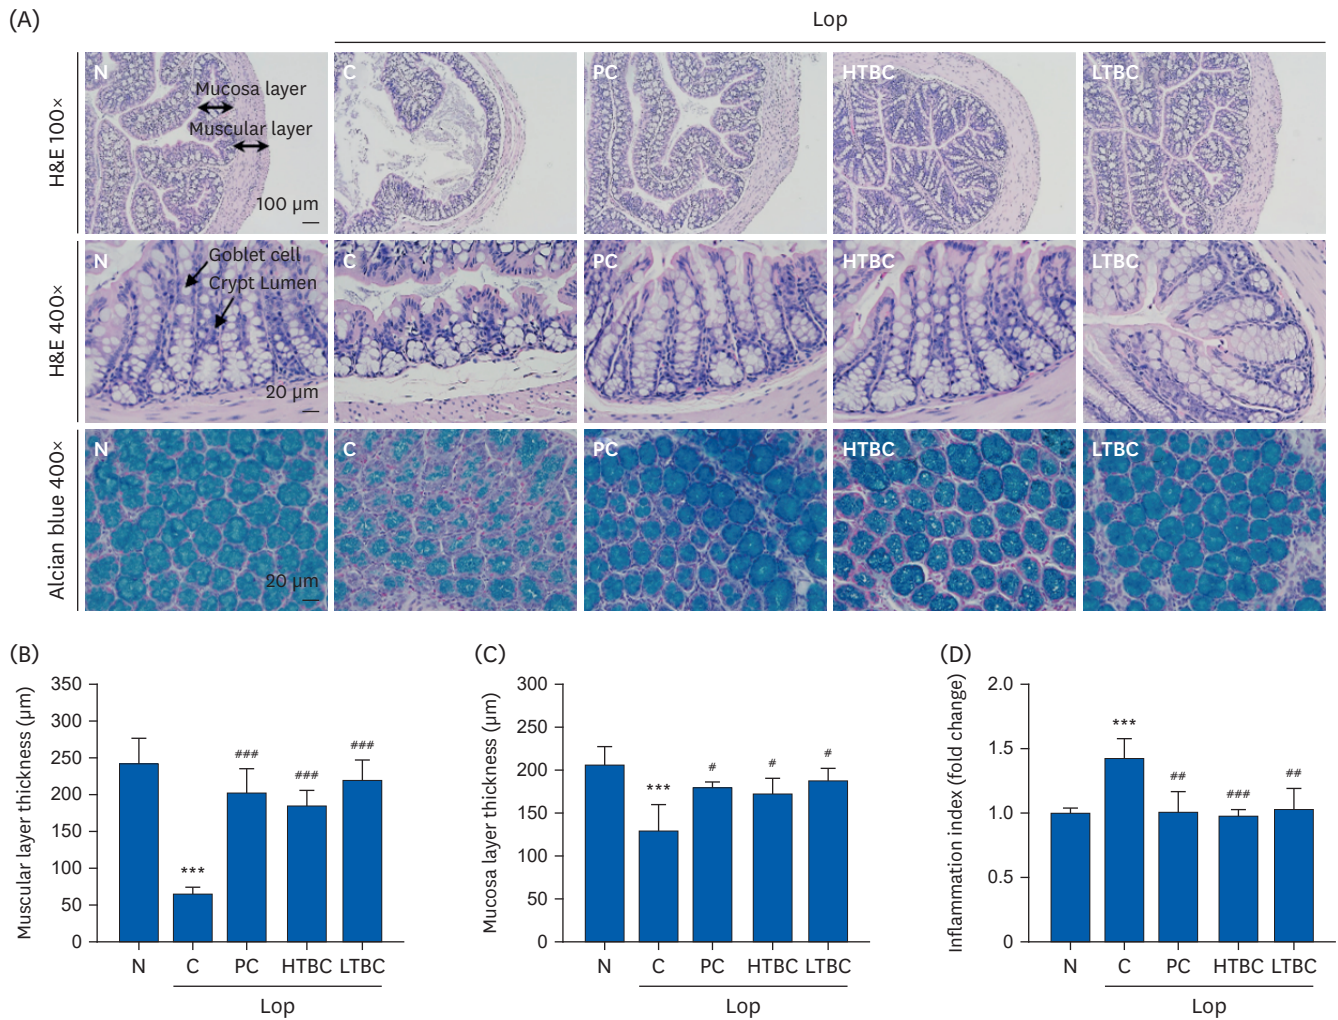 (A)
Lop
H&E 100×
N
Mucosa layer
Muscular layer
100 µm
C
PC
HTBC
LTBC
H&E 400×
N
Goblet cell
Crypt Lumen
20 µm
C
PC
HTBC
LTBC
Alcian blue 400×
N
20 µm
C
PC
HTBC
LTBC
(B)
Muscular layer thickness (µm)
350
300
250
200
150
100
50
0
***
###
###
###
N C PC HTBC LTBC
Lop
(C)
Mucosa layer thickness (µm)
300
250
200
150
100
50
0
***
#
#
#
N C PC HTBC LTBC
Lop
(D)
Inflammation index (fold change)
2.0
1.5
1.0
0.5
0
***
##
###
##
N C PC HTBC LTBC
Lop